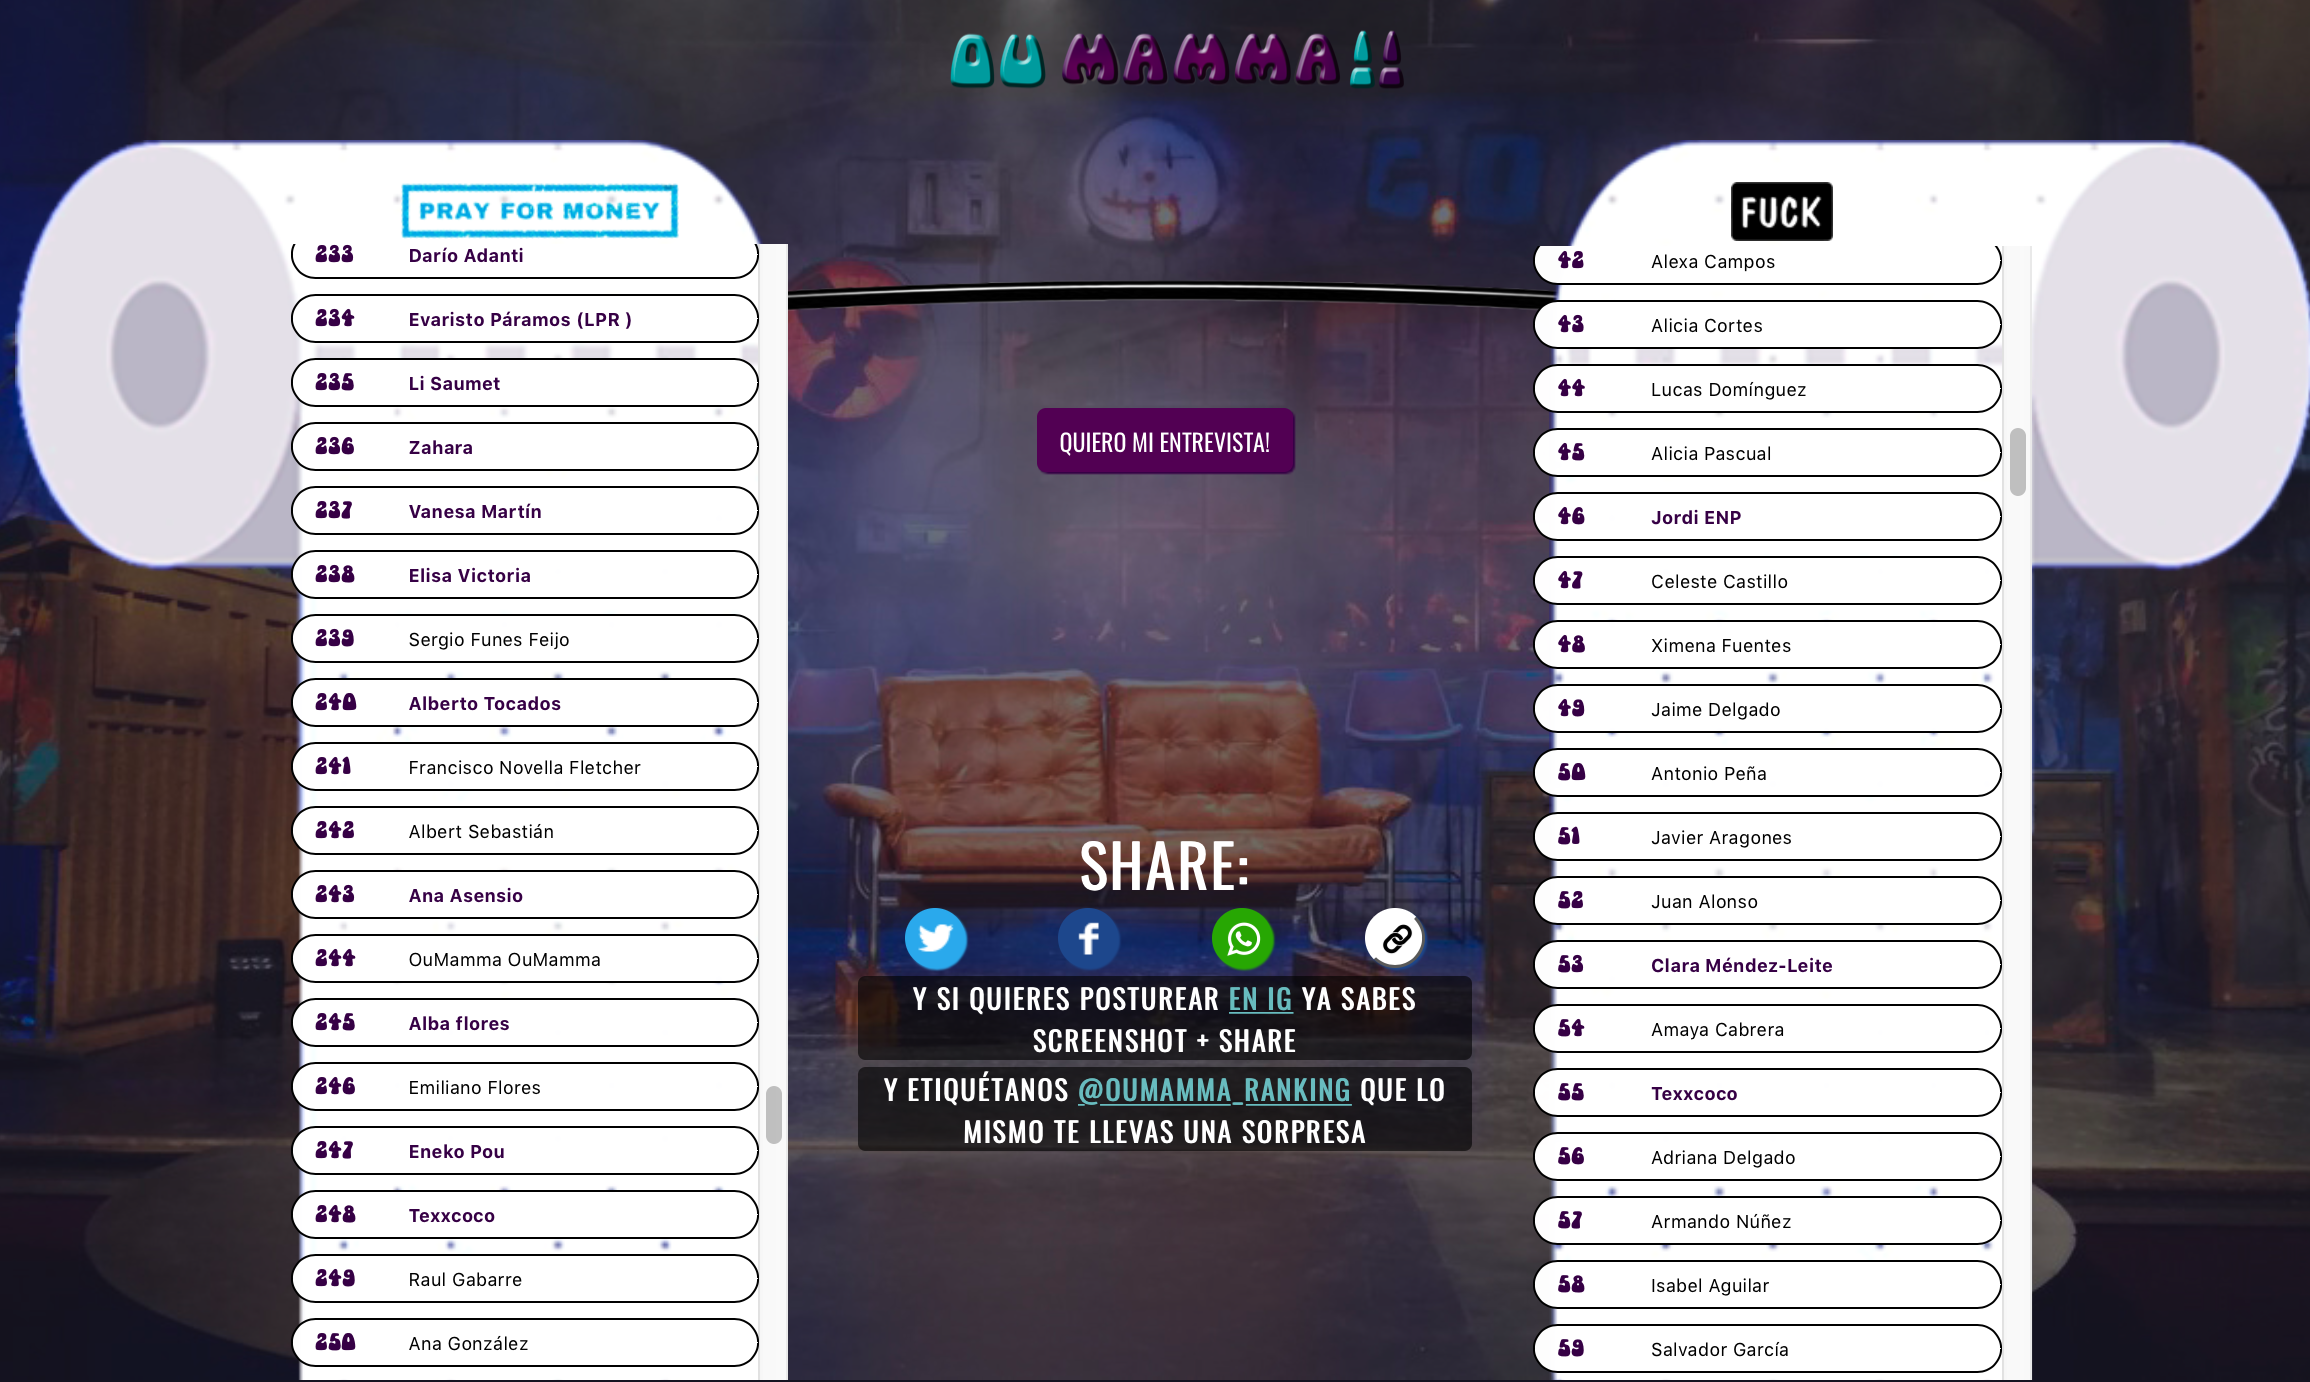 OU MAMMA!!
PRAY FOR MONEY
233 Darío Adanti
234 Evaristo Páramos (LPR )
235 Li Saumet
236 Zahara
237 Vanesa Martín
238 Elisa Victoria
239 Sergio Funes Feijo
240 Alberto Tocados
241 Francisco Novella Fletcher
242 Albert Sebastián
243 Ana Asensio
244 OuMamma OuMamma
245 Alba flores
246 Emiliano Flores
247 Eneko Pou
248 Texxcoco
249 Raul Gabarre
250 Ana González
GO
QUIERO MI ENTREVISTA!
SHARE:
Y SI QUIERES POSTUREAR EN IG YA SABES
SCREENSHOT + SHARE
Y ETIQUÉTANOS @OUMAMMA_RANKING QUE LO
MISMO TE LLEVAS UNA SORPRESA
FUCK
42 Alexa Campos
43 Alicia Cortes
44 Lucas Domínguez
45 Alicia Pascual
46 Jordi ENP
47 Celeste Castillo
48 Ximena Fuentes
49 Jaime Delgado
50 Antonio Peña
51 Javier Aragones
52 Juan Alonso
53 Clara Méndez-Leite
54 Amaya Cabrera
55 Texxcoco
56 Adriana Delgado
57 Armando Núñez
58 Isabel Aguilar
59 Salvador García